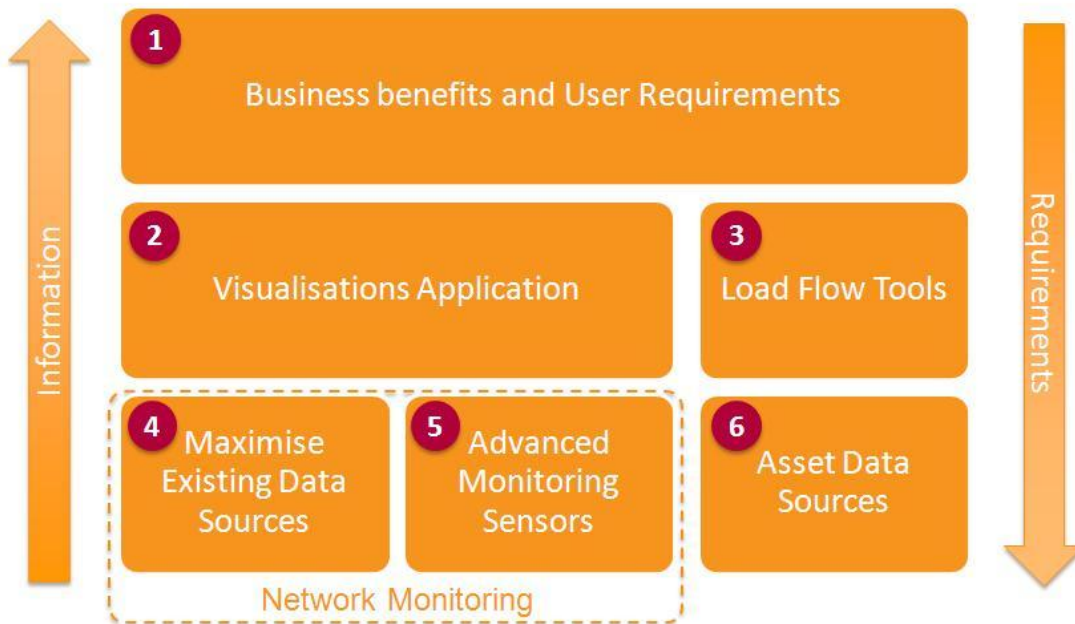 1
Business benefits and User Requirements
Information
Requirements
2
Visualisations Application
3
Load Flow Tools
4
Maximise
Existing Data
Sources
5
Advanced
Monitoring
Sensors
6
Asset Data
Sources
Network Monitoring